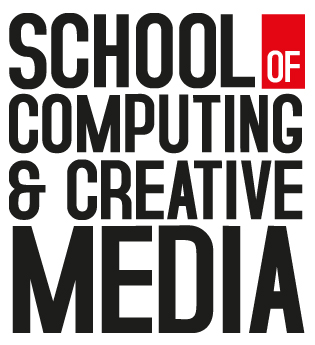 SCHOOL OF
COMPUTING
& CREATIVE
MEDIA